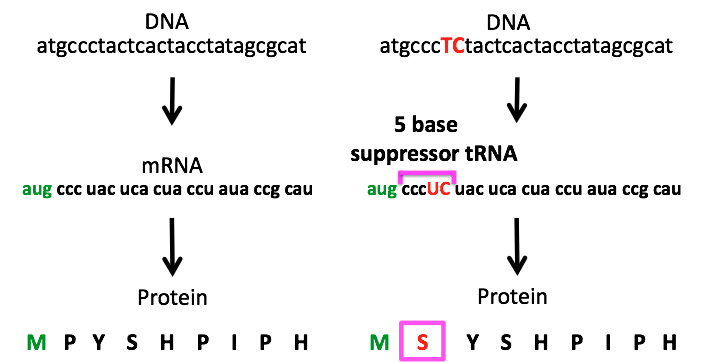 DNA
atgccctactcactacctatagcgcat
mRNA
aug ccc uac uca cua ccu aua ccg cau
Protein
M P Y S H P I P H
DNA
atgcccTCtactcactacctatagcgcat
5 base
suppressor tRNA
aug cccUC uac uca cua ccu aua ccg cau
Protein
M S Y S H P I P H